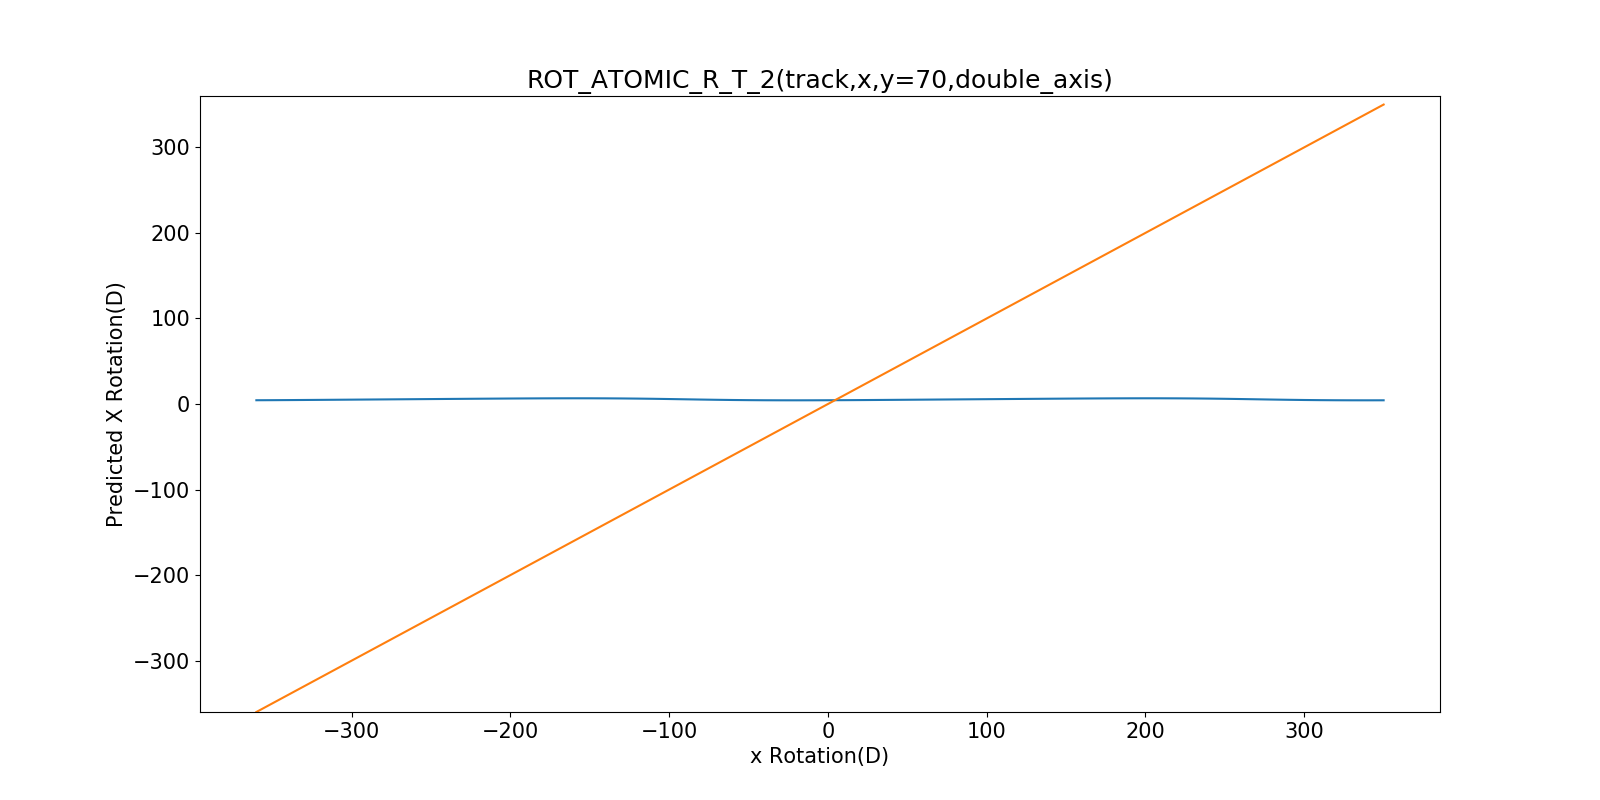 ROT_ATOMIC_R_T_2(track,x,y=70,double_axis)
300
200
100
0
−100
−200
−300
Predicted X Rotation(D)
−300 −200 −100 0 100 200 300
x Rotation(D)